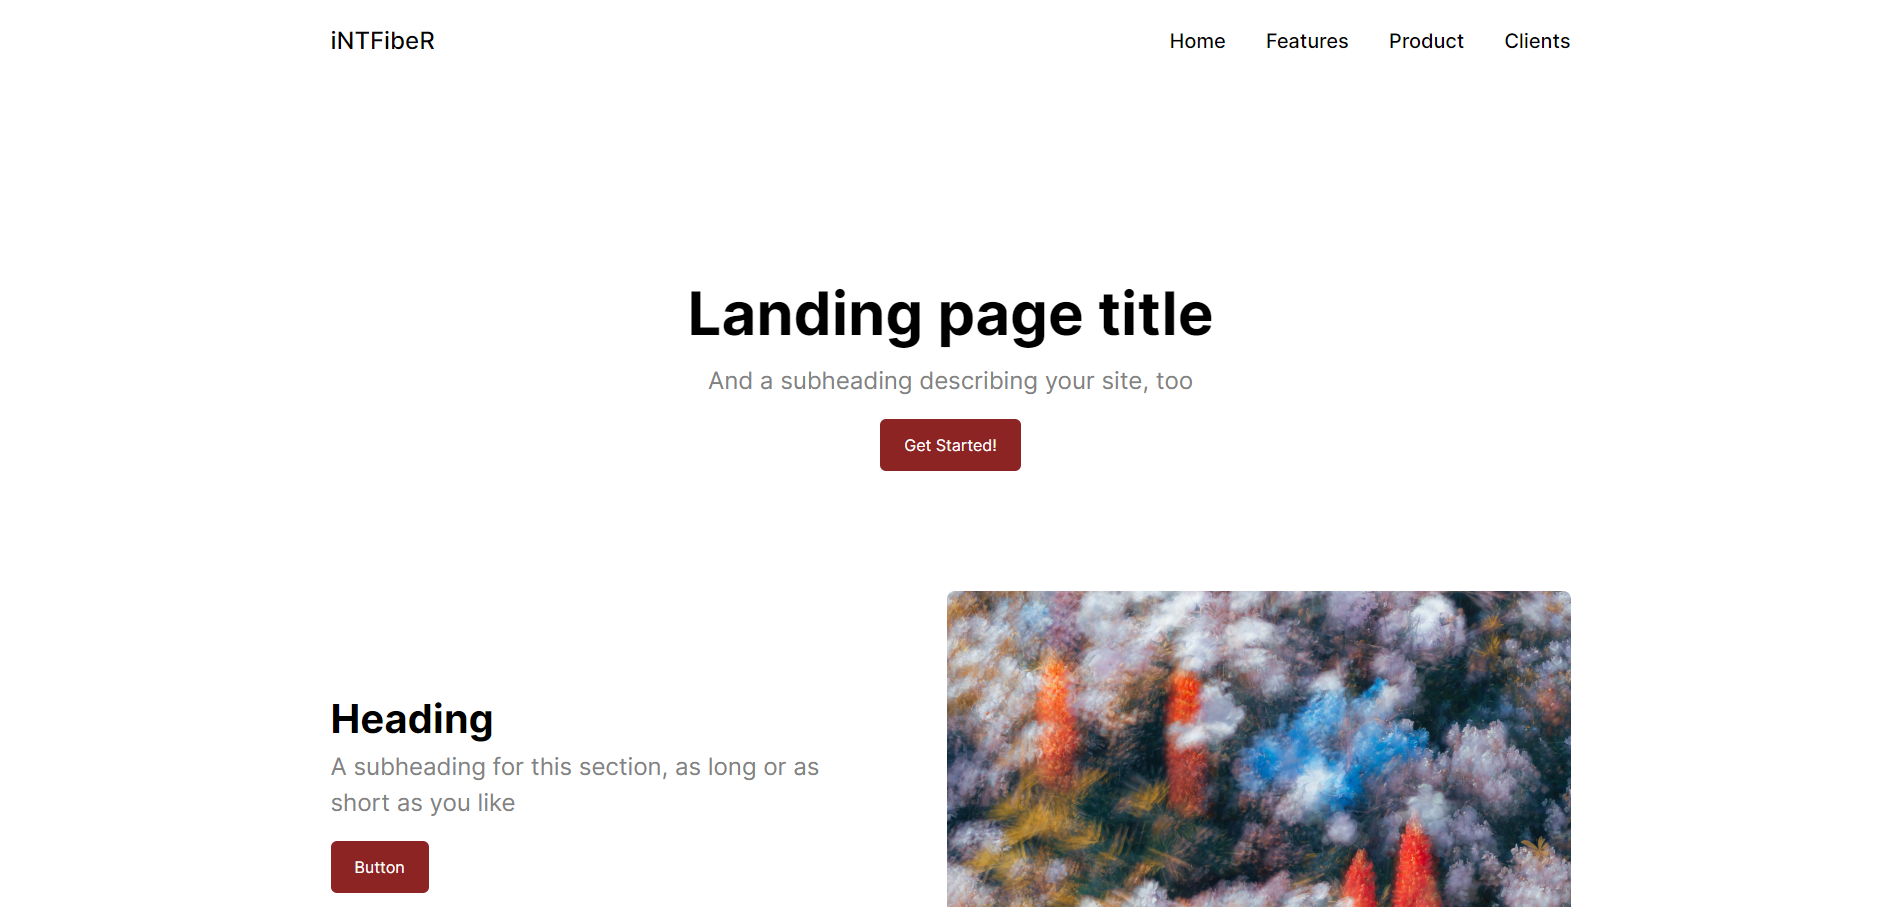 iNTFibeR
Home Features Product Clients
Landing page title
And a subheading describing your site, too
Get Started!
Heading
A subheading for this section, as long or as
short as you like
Button